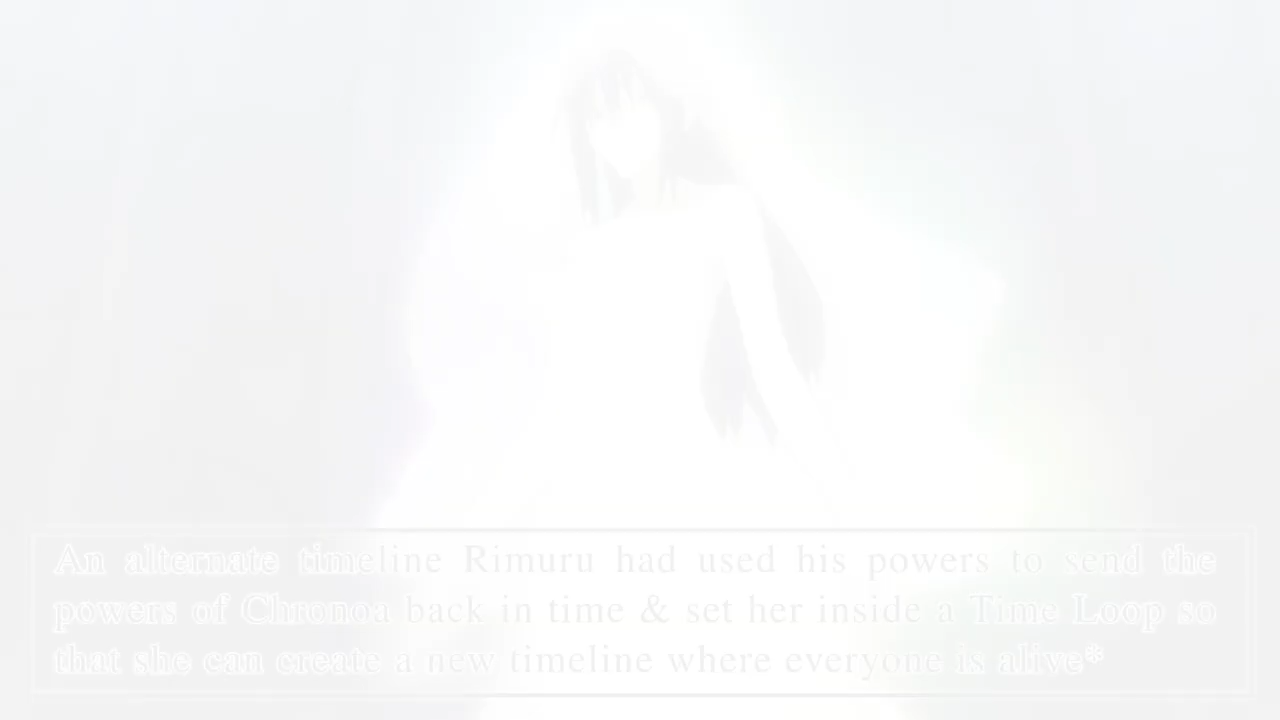 An alternate timeline Rimuru had used his powers to send the
powers of Chronoa back in time & set her inside a Time Loop so
that she can create a new timeline where everyone is alive*